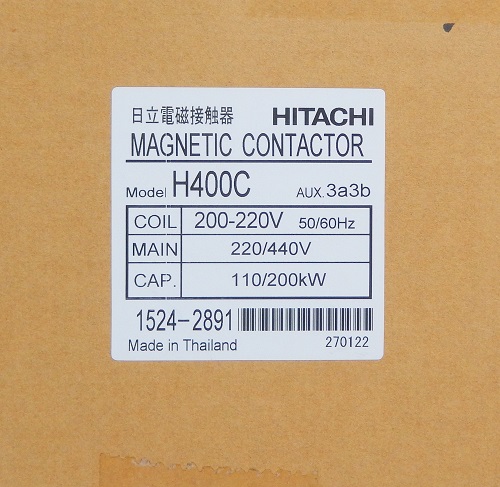 日立電磁接触器 HITACHI
MAGNETIC CONTACTOR
Model H400C AUX. 3a3b
COIL 200-220V 50/60Hz
MAIN 220/440V
CAP. 110/200kW
1524-2891
Made in Thailand 270122